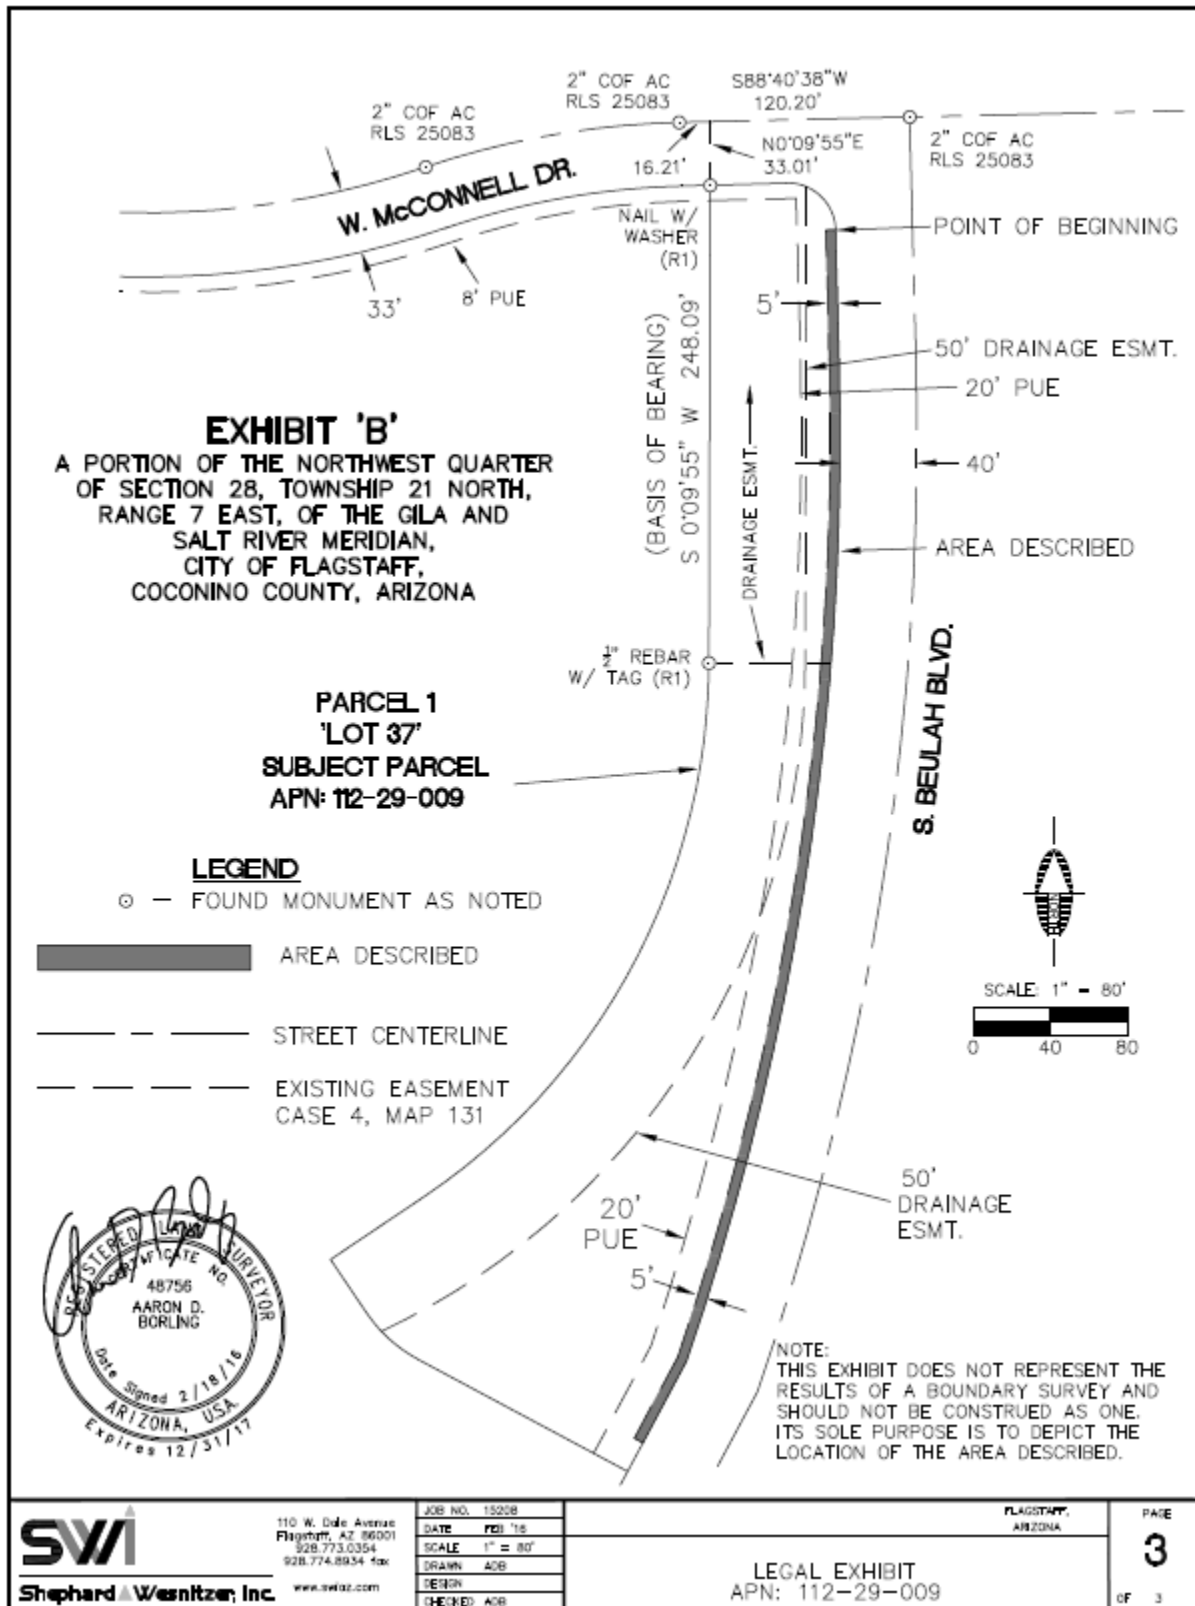 2" COF AC
RLS 25083
2" COF AC
RLS 25083
S88°40'38"W
120.20'
2" COF AC
RLS 25083
N0°09'55"E
33.01'
16.21'
W. McCONNELL DR.
NAIL W/
WASHER
(R1)
POINT OF BEGINNING
33'
8' PUE
5'
50' DRAINAGE ESMT.
20' PUE
(BASIS OF BEARING)
S 0°09'55" W 248.09'
DRAINAGE ESMT.
40'
AREA DESCRIBED
EXHIBIT 'B'
A PORTION OF THE NORTHWEST QUARTER
OF SECTION 28, TOWNSHIP 21 NORTH,
RANGE 7 EAST, OF THE GILA AND
SALT RIVER MERIDIAN,
CITY OF FLAGSTAFF,
COCONINO COUNTY, ARIZONA
½" REBAR
W/ TAG (R1)
S. BEULAH BLVD.
PARCEL 1
'LOT 37'
SUBJECT PARCEL
APN: 112-29-009
LEGEND
FOUND MONUMENT AS NOTED
AREA DESCRIBED
STREET CENTERLINE
EXISTING EASEMENT
CASE 4, MAP 131
NORTH
SCALE: 1" = 80'
0 40 80
50'
DRAINAGE
ESMT.
20'
PUE
5'
REGISTERED LAND SURVEYOR
CERTIFICATE NO.
48756
AARON D.
BORLING
Date Signed 2/18/16
ARIZONA, USA
Expires 12/31/17
NOTE:
THIS EXHIBIT DOES NOT REPRESENT THE
RESULTS OF A BOUNDARY SURVEY AND
SHOULD NOT BE CONSTRUED AS ONE.
ITS SOLE PURPOSE IS TO DEPICT THE
LOCATION OF THE AREA DESCRIBED.
SWI
Shephard Wesnitzer, Inc.
110 W. Dale Avenue
Flagstaff, AZ 86001
928.773.0354
928.774.8934 fax
www.swiaz.com
JOB NO. 15208
DATE FEB '16
SCALE 1" = 80'
DRAWN ADB
DESIGN
CHECKED ADB
FLAGSTAFF,
ARIZONA
LEGAL EXHIBIT
APN: 112-29-009
PAGE
3
OF 3